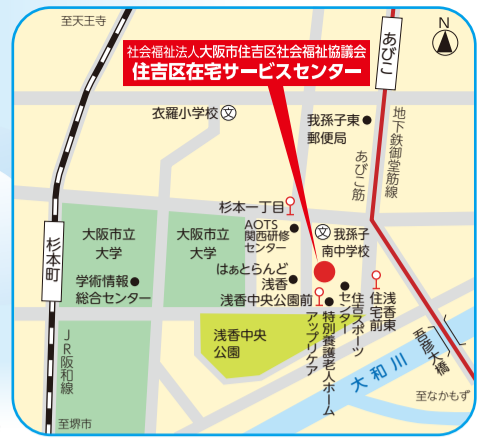 至天王寺
N
社会福祉法人大阪市住吉区社会福祉協議会
住吉区在宅サービスセンター
あびこ
衣羅小学校
文
我孫子東
郵便局
地下鉄御堂筋線
あびこ筋
杉本一丁目
大阪市立
大学
大阪市立
大学
AOTS
関西研修
センター
文
我孫子
南中学校
杉本町
学術情報
総合センター
はぁとらんど
浅香
浅香中央公園前
住吉スポーツ
センター
浅香東
住宅前
特別養護老人ホーム
アップリケア
浅香中央
公園
JR阪和線
吾彦大橋
大和川
至なかもず
至堺市